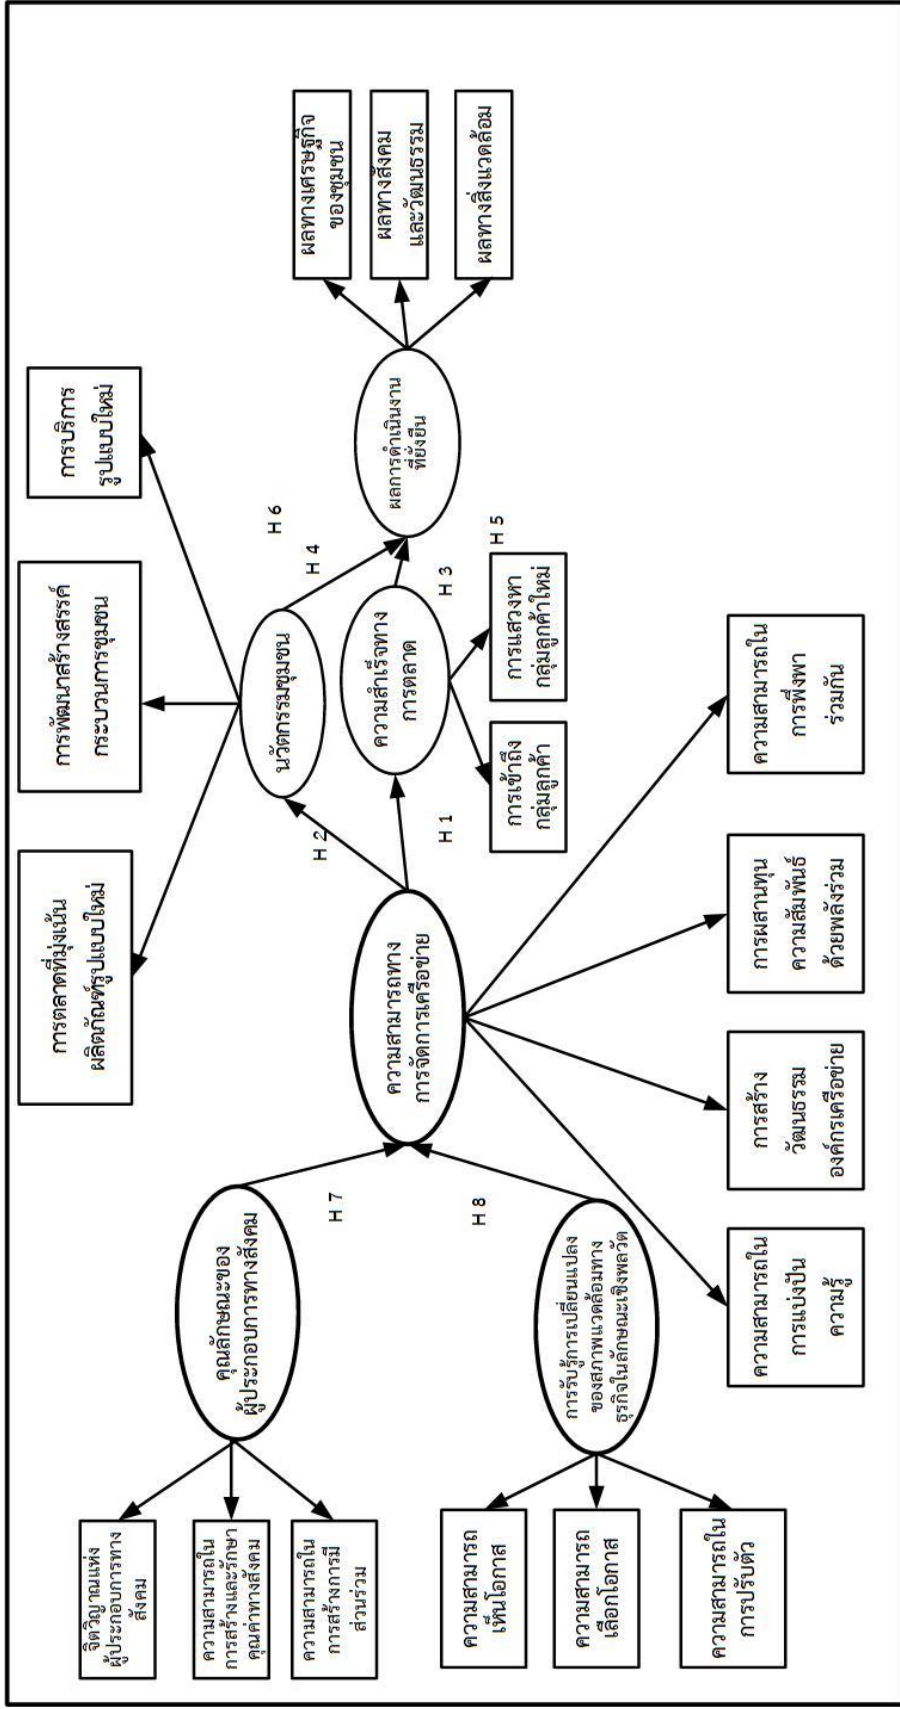 การตลาดที่มุ่งเน้น
ผลิตภัณฑ์รูปแบบใหม่
การพัฒนาสร้างสรรค์
กระบวนการชุมชน
การบริการ
รูปแบบใหม่
จิตวิญาณแห่ง
ผู้ประกอบการทาง
สังคม
ความสามารถใน
การสร้างและรักษา
คุณค่าทางสังคม
ความสามารถใน
การสร้างการมี
ส่วนร่วม
คุณลักษณะของ
ผู้ประกอบการทางสังคม
H 7
นวัตกรรมชุมชน
H 2
H 6
H 4
ผลทางเศรษฐกิจ
ของชุมชน
ผลทางสังคม
และวัฒนธรรม
ผลทางสิ่งแวดล้อม
ความสามารถทาง
การจัดการเครือข่าย
H 1
ความสำเร็จทาง
การตลาด
H 3
ผลการดำเนินงาน
ที่ยั่งยืน
H 5
H 8
การเข้าถึง
กลุ่มลูกค้า
การแสวงหา
กลุ่มลูกค้าใหม่
ความสามารถ
เห็นโอกาส
ความสามารถ
เลือกโอกาส
ความสามารถใน
การปรับตัว
การรับรู้การเปลี่ยนแปลง
ของสภาพแวดล้อมทาง
ธุรกิจในลักษณะเชิงพลวัต
ความสามารถใน
การแบ่งปัน
ความรู้
การสร้าง
วัฒนธรรม
องค์กรเครือข่าย
การผสานทุน
ความสัมพันธ์
ด้วยพลังร่วม
ความสามารถใน
การพึ่งพา
ร่วมกัน